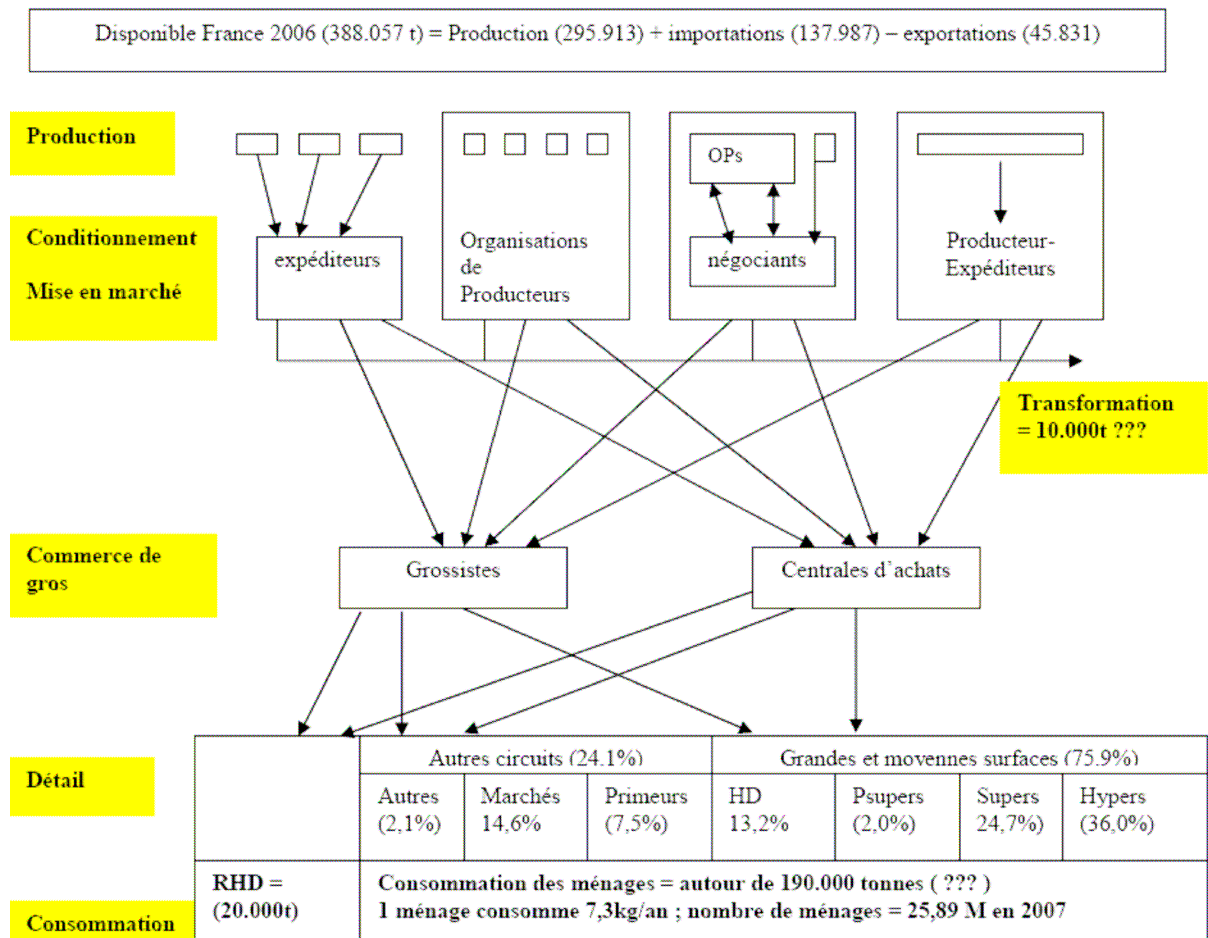 Disponible France 2006 (388.057 t) = Production (295.913) + importations (137.987) – exportations (45.831)
Production
OPs
Conditionnement
Mise en marché
expéditeurs
Organisations
de
Producteurs
négociants
Producteur-
Expéditeurs
Transformation
= 10.000t ???
Commerce de
gros
Grossistes
Centrales d'achats
Détail
Autres circuits (24.1%)
Grandes et moyennes surfaces (75.9%)
Autres
(2,1%)
Marchés
14,6%
Primeurs
(7,5%)
HD
13,2%
Psupers
(2,0%)
Supers
24,7%)
Hypers
(36,0%)
Consommation
RHD =
(20.000t)
Consommation des ménages = autour de 190.000 tonnes ( ??? )
1 ménage consomme 7,3kg/an ; nombre de ménages = 25,89 M en 2007